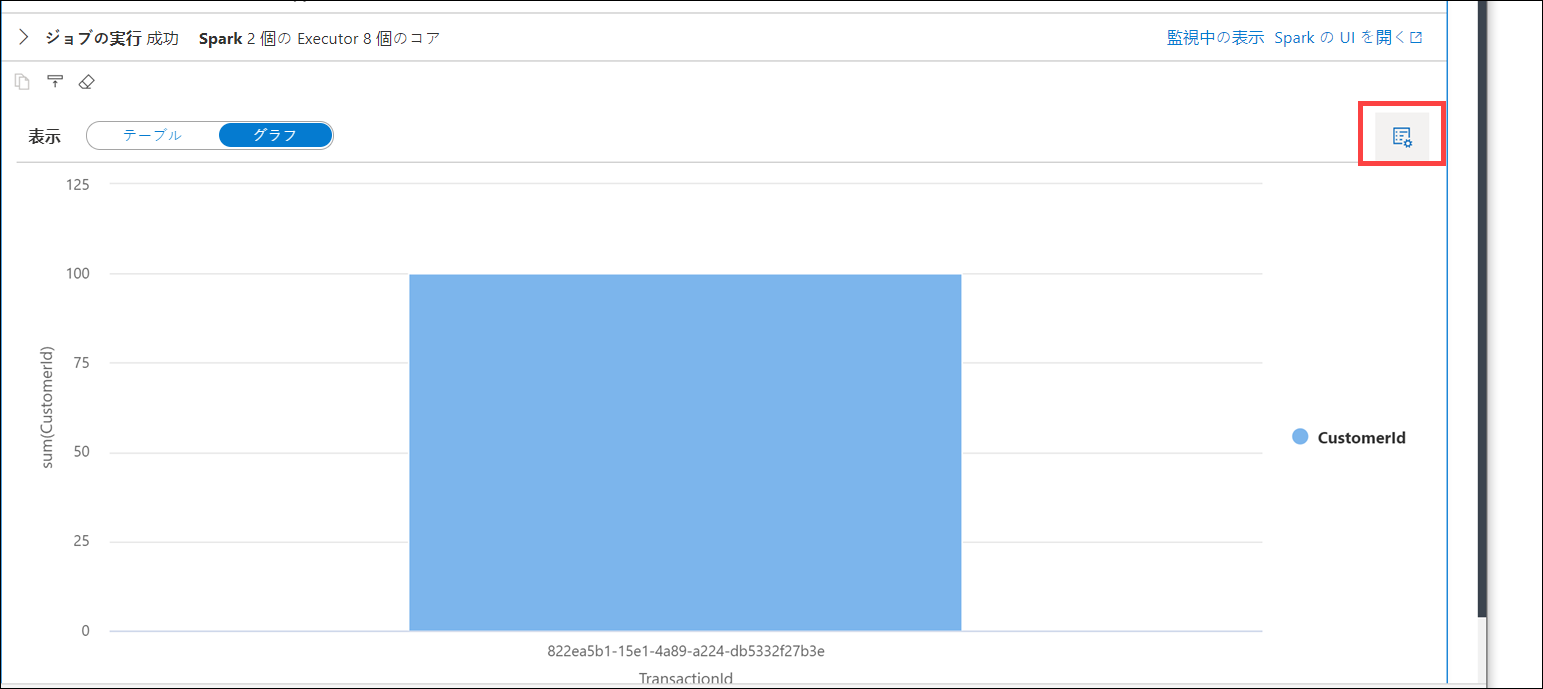 ジョブの実行 成功 Spark 2 個の Executor 8 個のコア 監視中の表示 Spark の UI を開く
表示 テーブル グラフ
125
100
75
50
25
0
sum(CustomerId)
CustomerId
822ea5b1-15e1-4a89-a224-db5332f27b3e
TransactionId